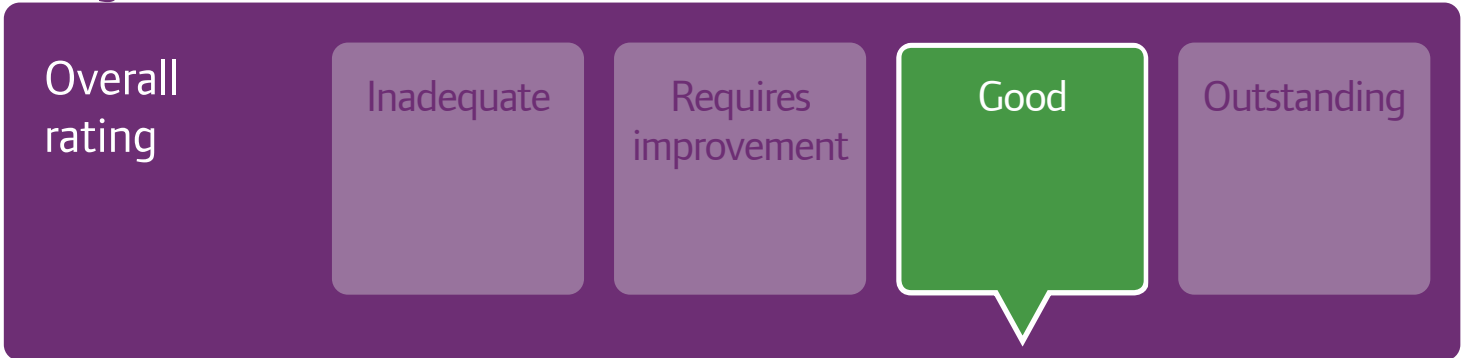 Overall
rating
Inadequate
Requires
improvement
Good
Outstanding